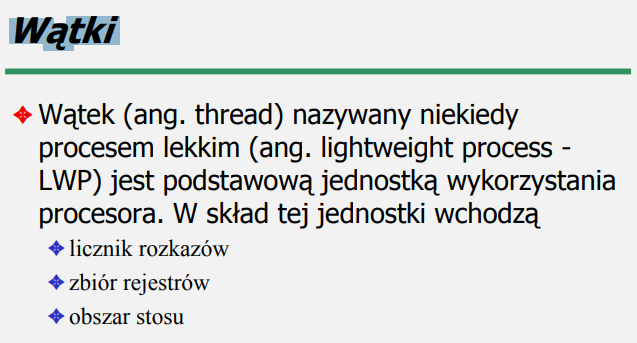 Wątki
Wątek (ang. thread) nazywany niekiedy
procesem lekkim (ang. lightweight process -
LWP) jest podstawową jednostką wykorzystania
procesora. W skład tej jednostki wchodzą
licznik rozkazów
zbiór rejestrów
obszar stosu